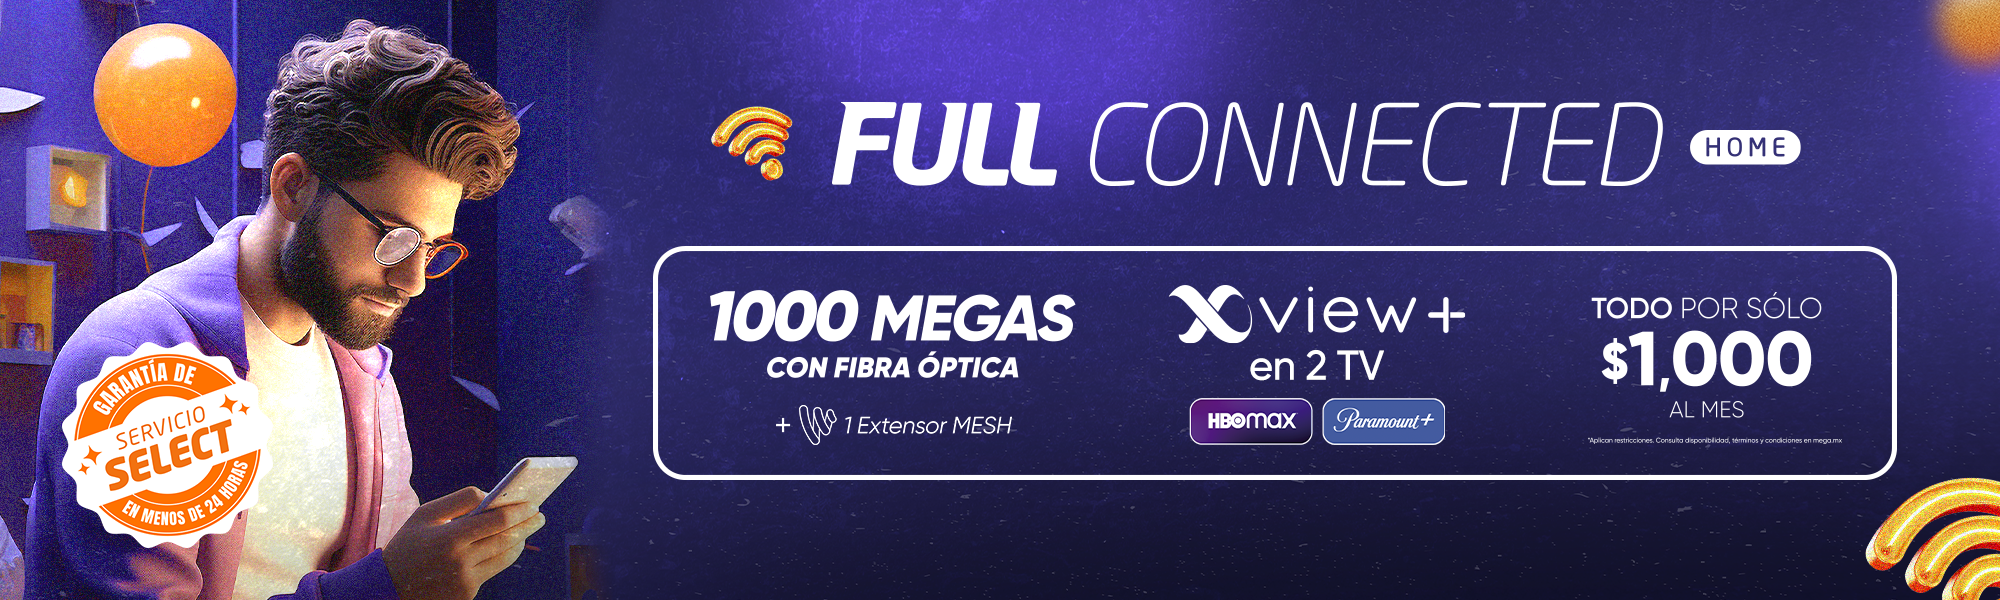 FULL CONNECTED HOME
1000 MEGAS
CON FIBRA ÓPTICA
+ 1 Extensor MESH
Xview+
en 2 TV
HBOmax Paramount+
TODO POR SÓLO
$1,000
AL MES
*Aplican restricciones. Consulta disponibilidad, términos y condiciones en mega.mx
GARANTÍA DE
SERVICIO
SELECT
EN MENOS DE 24 HORAS